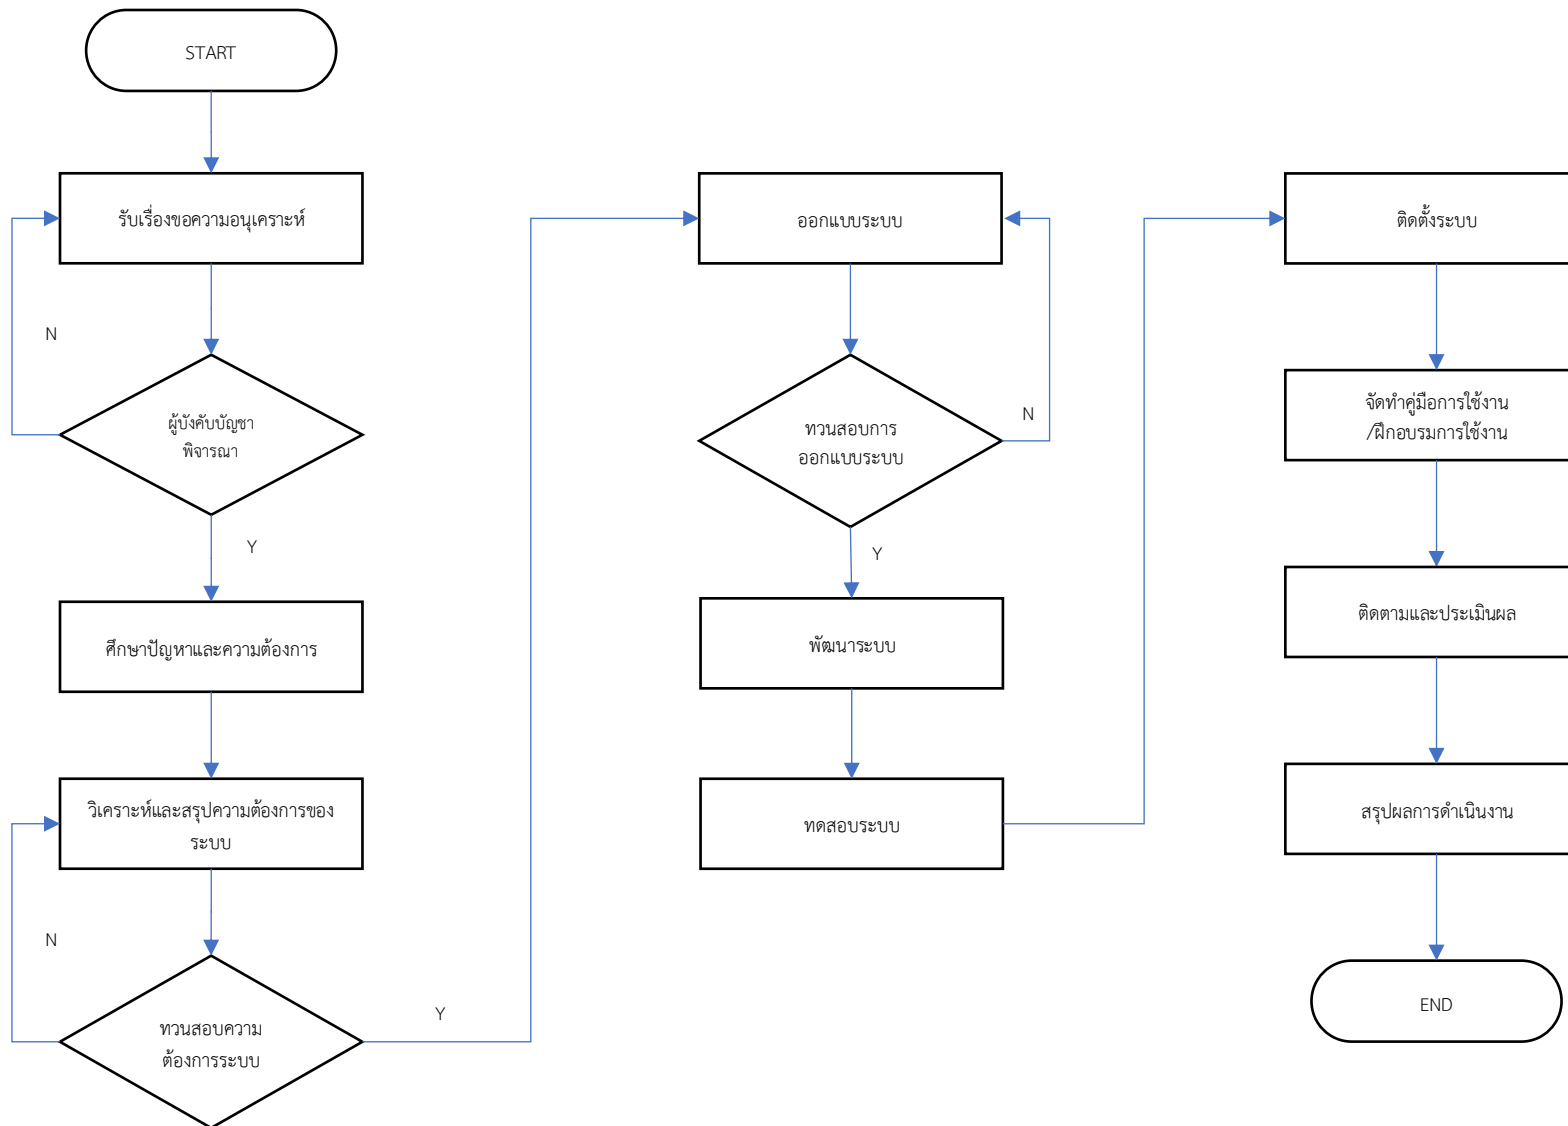 START
รับเรื่องขอความอนุเคราะห์
N
ผู้บังคับบัญชา
พิจารณา
Y
ศึกษาปัญหาและความต้องการ
วิเคราะห์และสรุปความต้องการของ
ระบบ
N
ทวนสอบความ
ต้องการระบบ
Y
ออกแบบระบบ
ทวนสอบการ
ออกแบบระบบ
N
Y
พัฒนาระบบ
ทดสอบระบบ
ติดตั้งระบบ
จัดทำคู่มือการใช้งาน
/ฝึกอบรมการใช้งาน
ติดตามและประเมินผล
สรุปผลการดำเนินงาน
END